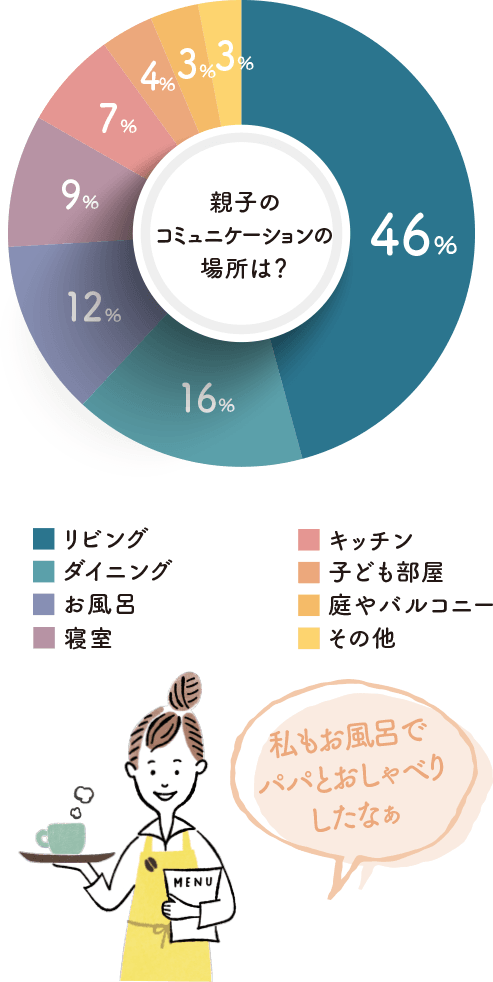 3%
3%
4%
7%
9%
46%
12%
16%
親子の
コミュニケーションの
場所は？
リビング
ダイニング
お風呂
寝室
キッチン
子ども部屋
庭やバルコニー
その他
私もお風呂で
パパとおしゃべり
したなぁ
MENU